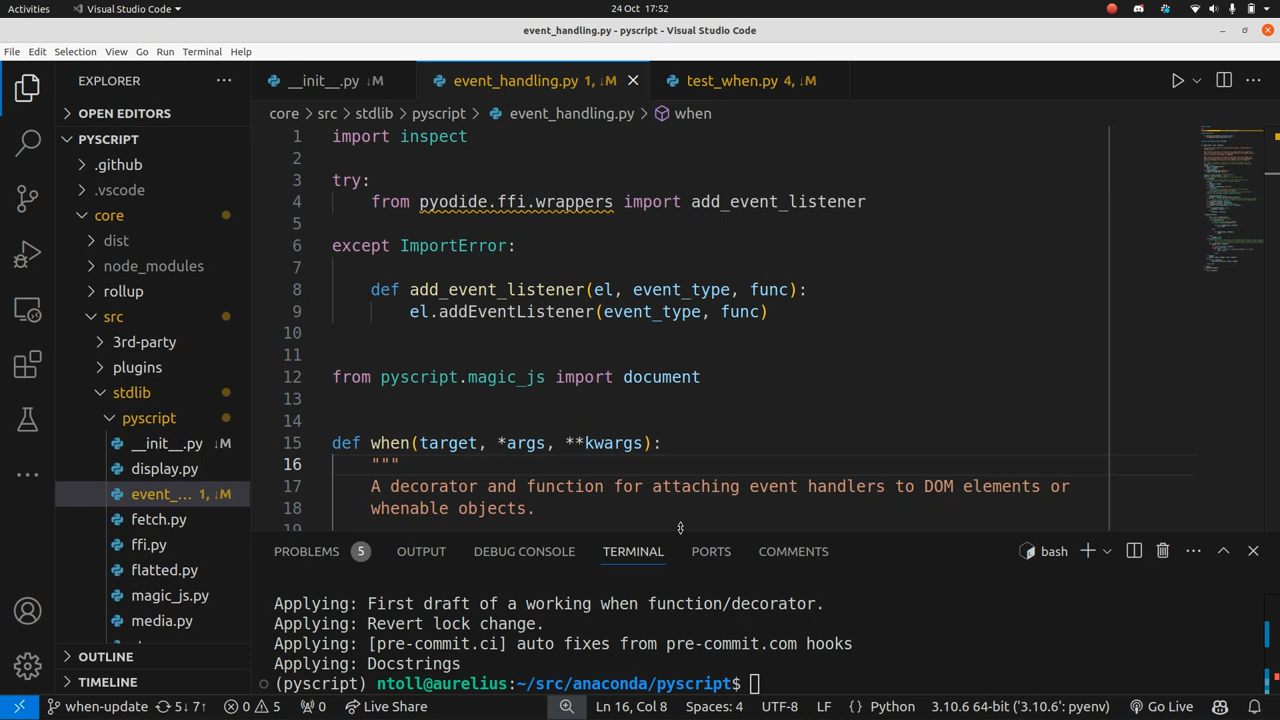 Activities
Visual Studio Code
24 Oct 17:52
event_handling.py - pyscript - Visual Studio Code
File Edit Selection View Go Run Terminal Help
EXPLORER
OPEN EDITORS
PYSCRIPT
.github
.vscode
core
dist
node_modules
rollup
src
3rd-party
plugins
stdlib
pyscript
__init__.py M
display.py
event_... 1, M
fetch.py
ffi.py
flatted.py
magic_js.py
media.py
OUTLINE
TIMELINE
__init__.py M
event_handling.py 1, M
test_when.py 4, M
core > src > stdlib > pyscript > event_handling.py > when
1 import inspect
2
3 try:
4 from pyodide.ffi.wrappers import add_event_listener
5
6 except ImportError:
7
8 def add_event_listener(el, event_type, func):
9 el.addEventListener(event_type, func)
10
11
12 from pyscript.magic_js import document
13
14
15 def when(target, *args, **kwargs):
16 """
17 A decorator and function for attaching event handlers to DOM elements or
18 whenable objects.
19
PROBLEMS 5 OUTPUT DEBUG CONSOLE TERMINAL PORTS COMMENTS
bash
Applying: First draft of a working when function/decorator.
Applying: Revert lock change.
Applying: [pre-commit.ci] auto fixes from pre-commit.com hooks
Applying: Docstrings
(pyscript) ntoll@aurelius:~/src/anaconda/pyscript$
when-update 5↓ 7↑ 0 5 0 Live Share Ln 16, Col 8 Spaces: 4 UTF-8 LF Python 3.10.6 64-bit ('3.10.6': pyenv) Go Live